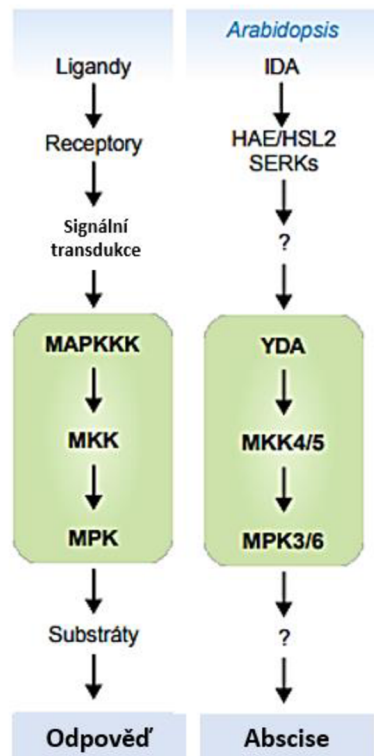 Ligandy
Receptory
Signální
transdukce
MAPKKK
MKK
MPK
Substráty
Odpověď
Arabidopsis
IDA
HAE/HSL2
SERKs
?
YDA
MKK4/5
MPK3/6
?
Abscise